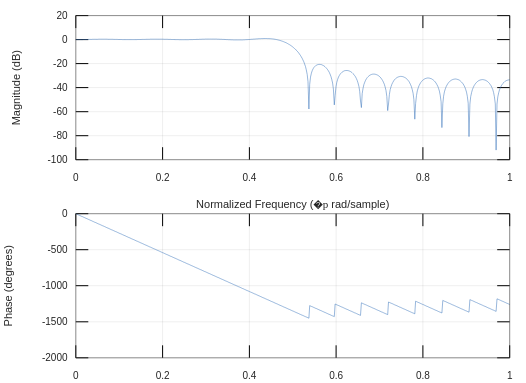 20
0
-20
-40
-60
-80
-100
Magnitude (dB)
0 0.2 0.4 0.6 0.8 1
Normalized Frequency (�p rad/sample)
0
-500
-1000
-1500
-2000
Phase (degrees)
0 0.2 0.4 0.6 0.8 1